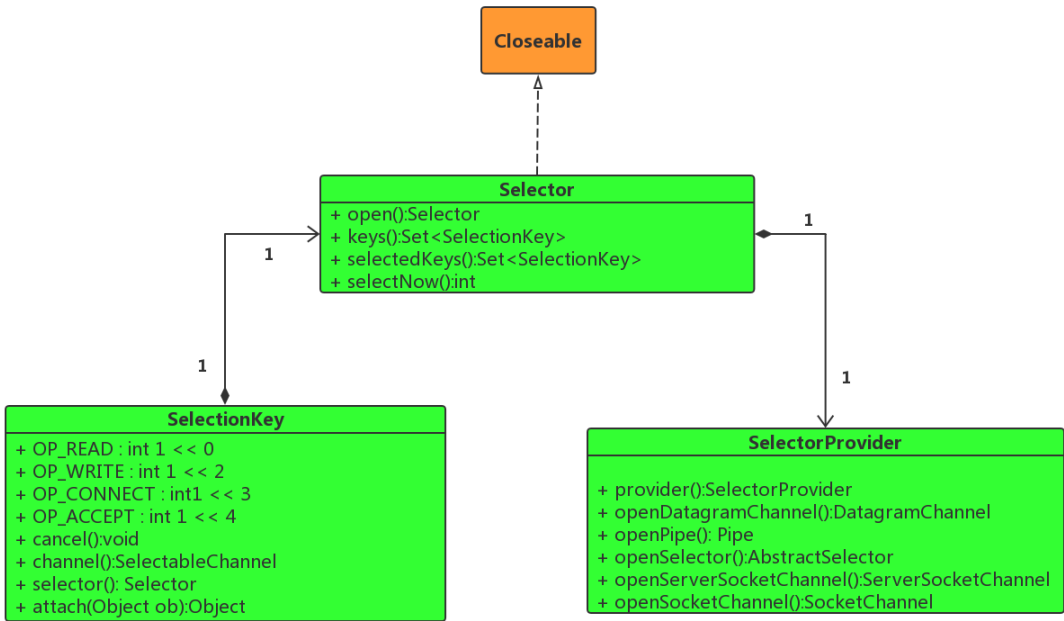 Closeable
Selector
+ open():Selector
+ keys():Set<SelectionKey>
+ selectedKeys():Set<SelectionKey>
+ selectNow():int
1
1
1
1
SelectionKey
+ OP_READ : int 1 << 0
+ OP_WRITE : int 1 << 2
+ OP_CONNECT : int1 << 3
+ OP_ACCEPT : int 1 << 4
+ cancel():void
+ channel():SelectableChannel
+ selector(): Selector
+ attach(Object ob):Object
SelectorProvider
+ provider():SelectorProvider
+ openDatagramChannel():DatagramChannel
+ openPipe(): Pipe
+ openSelector():AbstractSelector
+ openServerSocketChannel():ServerSocketChannel
+ openSocketChannel():SocketChannel